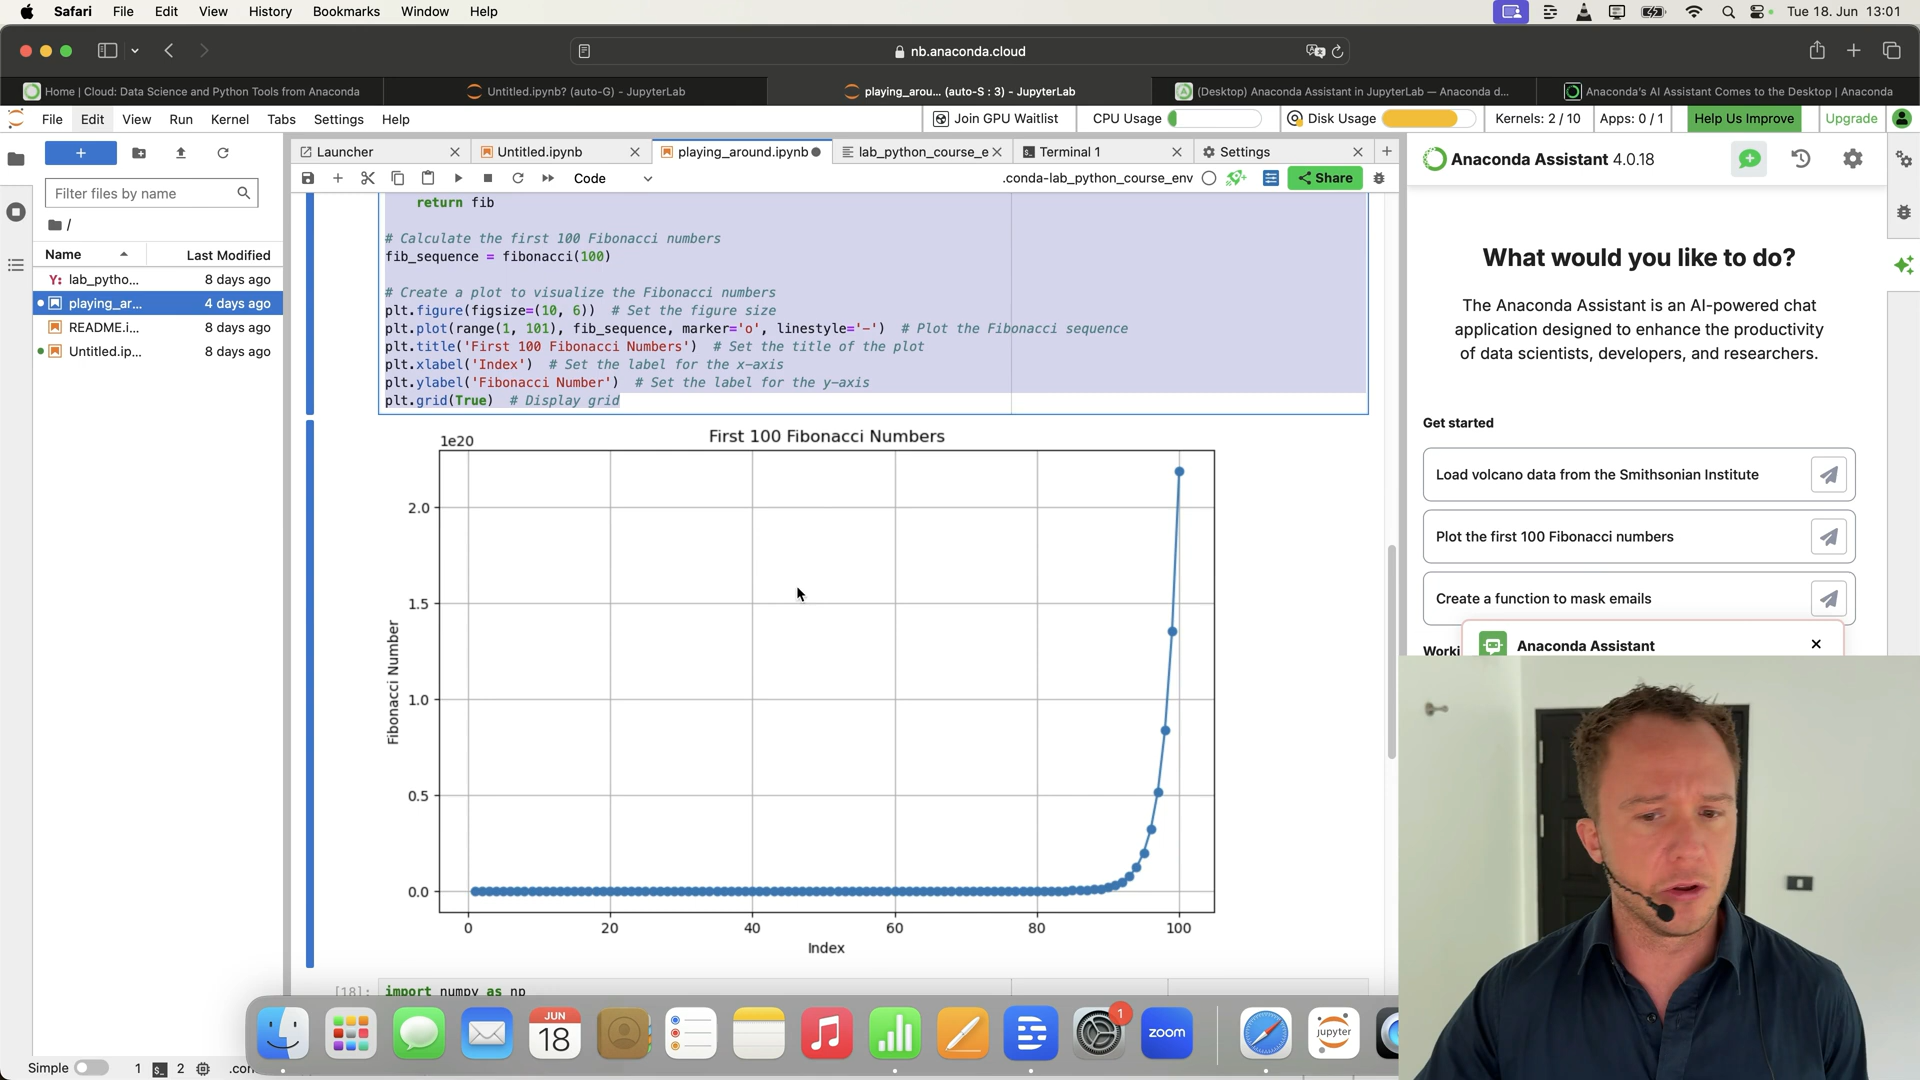 Safari File Edit View History Bookmarks Window Help Tue 18. Jun 13:01
nb.anaconda.cloud
Home | Cloud: Data Science and Python Tools from Anaconda
Untitled.ipynb? (auto-G) - JupyterLab
playing_arou... (auto-S : 3) - JupyterLab
(Desktop) Anaconda Assistant in JupyterLab — Anaconda d...
Anaconda's AI Assistant Comes to the Desktop | Anaconda
File Edit View Run Kernel Tabs Settings Help
Join GPU Waitlist CPU Usage Disk Usage Kernels: 2 / 10 Apps: 0 / 1 Help Us Improve Upgrade
+
Filter files by name
/
Name Last Modified
Y: lab_pytho... 8 days ago
playing_ar... 4 days ago
README.i... 8 days ago
Untitled.ip... 8 days ago
Launcher Untitled.ipynb playing_around.ipynb lab_python_course_e Terminal 1 Settings
Code .conda-lab_python_course_env Share
return fib
# Calculate the first 100 Fibonacci numbers
fib_sequence = fibonacci(100)
# Create a plot to visualize the Fibonacci numbers
plt.figure(figsize=(10, 6)) # Set the figure size
plt.plot(range(1, 101), fib_sequence, marker='o', linestyle='-') # Plot the Fibonacci sequence
plt.title('First 100 Fibonacci Numbers') # Set the title of the plot
plt.xlabel('Index') # Set the label for the x-axis
plt.ylabel('Fibonacci Number') # Set the label for the y-axis
plt.grid(True) # Display grid
1e20
First 100 Fibonacci Numbers
2.0
1.5
1.0
0.5
0.0
Fibonacci Number
0 20 40 60 80 100
Index
[18]: import numpy as np
Anaconda Assistant 4.0.18
What would you like to do?
The Anaconda Assistant is an AI-powered chat
application designed to enhance the productivity
of data scientists, developers, and researchers.
Get started
Load volcano data from the Smithsonian Institute
Plot the first 100 Fibonacci numbers
Create a function to mask emails
Worki
Anaconda Assistant
JUN
18
1
zoom
jupyter
Simple 1 2 .con